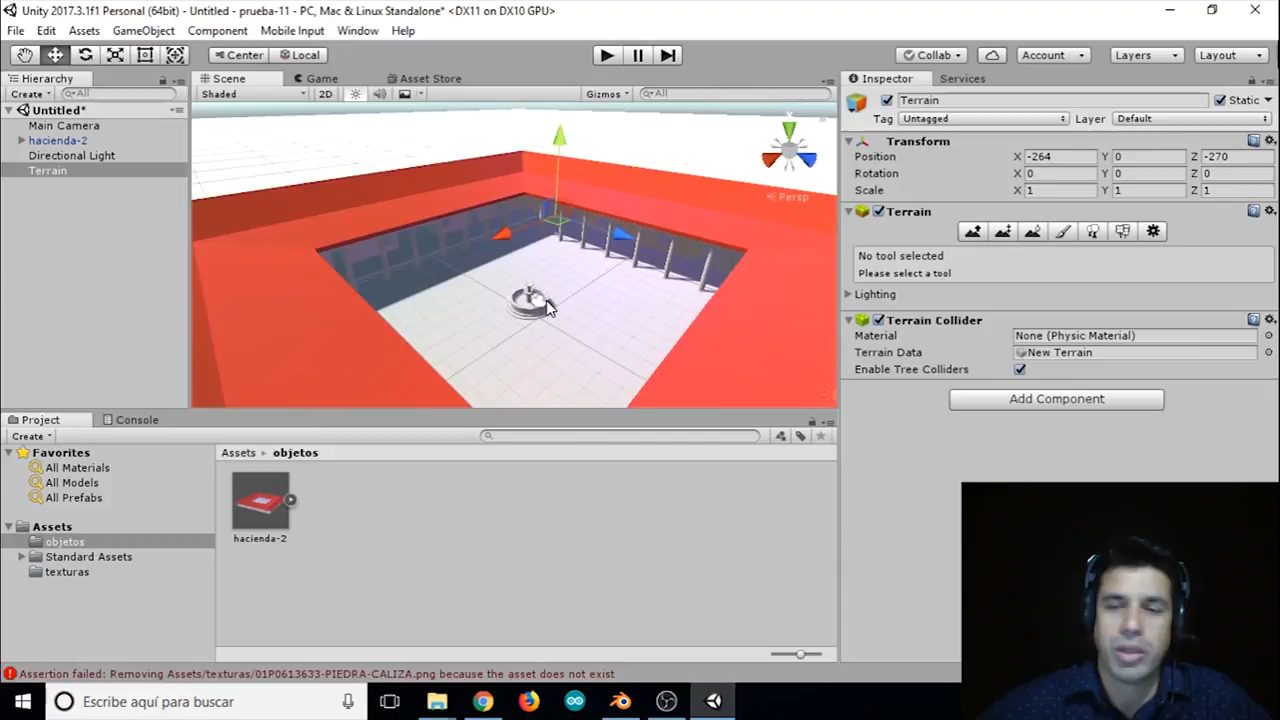 Unity 2017.3.1f1 Personal (64bit) - Untitled - prueba-11 - PC, Mac & Linux Standalone* <DX11 on DX10 GPU>
File Edit Assets GameObject Component Mobile Input Window Help
Center Local Collab Account Layers Layout
Hierarchy Scene Game Asset Store Inspector Services
Create All Shaded 2D Gizmos All Terrain Static
Untitled* Tag Untagged Layer Default
Main Camera
hacienda-2
Directional Light
Terrain
Persp
Transform
Position X -264 Y 0 Z -270
Rotation X 0 Y 0 Z 0
Scale X 1 Y 1 Z 1
Terrain
No tool selected
Please select a tool
Lighting
Terrain Collider
Material None (Physic Material)
Terrain Data New Terrain
Enable Tree Colliders
Add Component
Project Console
Create
Favorites
All Materials
All Models
All Prefabs
Assets
objetos
Standard Assets
texturas
Assets objetos
hacienda-2
Assertion failed: Removing Assets/texturas/01P0613633-PIEDRA-CALIZA.png because the asset does not exist
Escribe aquí para buscar